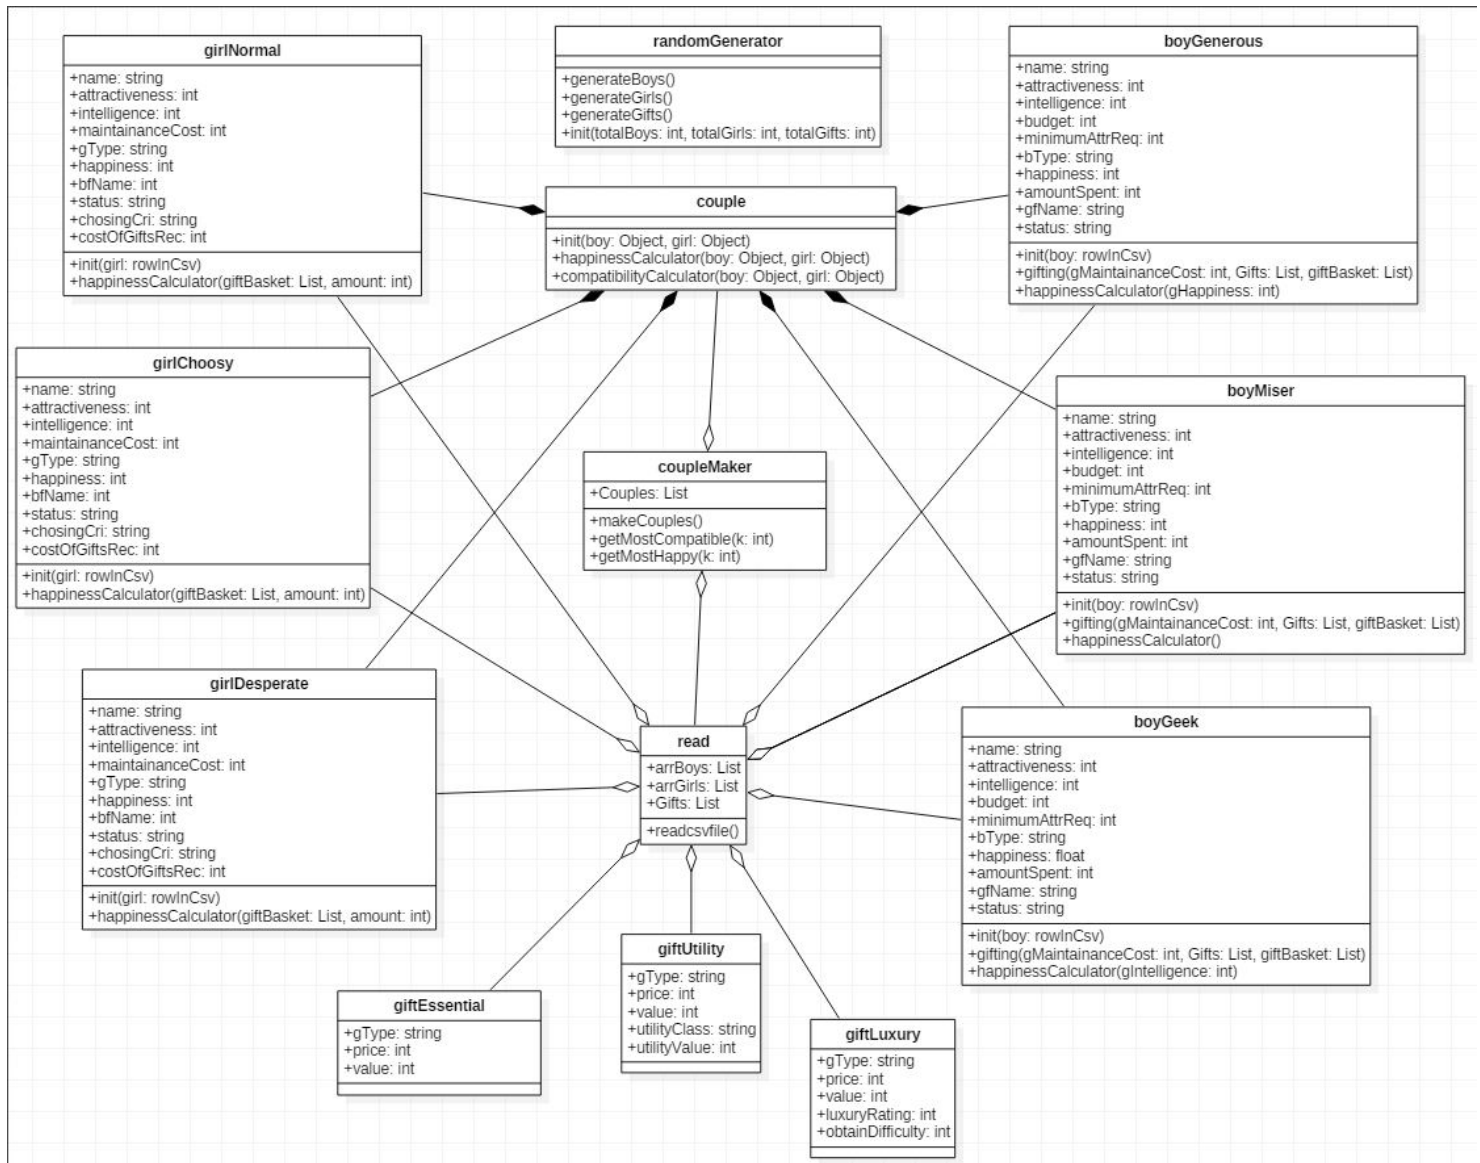 girlNormal
+name: string
+attractiveness: int
+intelligence: int
+maintainanceCost: int
+gType: string
+happiness: int
+bfName: int
+status: string
+chosingCri: string
+costOfGiftsRec: int
+init(girl: rowInCsv)
+happinessCalculator(giftBasket: List, amount: int)
randomGenerator
+generateBoys()
+generateGirls()
+generateGifts()
+init(totalBoys: int, totalGirls: int, totalGifts: int)
boyGenerous
+name: string
+attractiveness: int
+intelligence: int
+budget: int
+minimumAttrReq: int
+bType: string
+happiness: int
+amountSpent: int
+gfName: string
+status: string
+init(boy: rowInCsv)
+gifting(gMaintainanceCost: int, Gifts: List, giftBasket: List)
+happinessCalculator(gHappiness: int)
couple
+init(boy: Object, girl: Object)
+happinessCalculator(boy: Object, girl: Object)
+compatibilityCalculator(boy: Object, girl: Object)
girlChoosy
+name: string
+attractiveness: int
+intelligence: int
+maintainanceCost: int
+gType: string
+happiness: int
+bfName: int
+status: string
+chosingCri: string
+costOfGiftsRec: int
+init(girl: rowInCsv)
+happinessCalculator(giftBasket: List, amount: int)
coupleMaker
+Couples: List
+makeCouples()
+getMostCompatible(k: int)
+getMostHappy(k: int)
boyMiser
+name: string
+attractiveness: int
+intelligence: int
+budget: int
+minimumAttrReq: int
+bType: string
+happiness: int
+amountSpent: int
+gfName: string
+status: string
+init(boy: rowInCsv)
+gifting(gMaintainanceCost: int, Gifts: List, giftBasket: List)
+happinessCalculator()
girlDesperate
+name: string
+attractiveness: int
+intelligence: int
+maintainanceCost: int
+gType: string
+happiness: int
+bfName: int
+status: string
+chosingCri: string
+costOfGiftsRec: int
+init(girl: rowInCsv)
+happinessCalculator(giftBasket: List, amount: int)
read
+arrBoys: List
+arrGirls: List
+Gifts: List
+readcsvfile()
boyGeek
+name: string
+attractiveness: int
+intelligence: int
+budget: int
+minimumAttrReq: int
+bType: string
+happiness: float
+amountSpent: int
+gfName: string
+status: string
+init(boy: rowInCsv)
+gifting(gMaintainanceCost: int, Gifts: List, giftBasket: List)
+happinessCalculator(gIntelligence: int)
giftEssential
+gType: string
+price: int
+value: int
giftUtility
+gType: string
+price: int
+value: int
+utilityClass: string
+utilityValue: int
giftLuxury
+gType: string
+price: int
+value: int
+luxuryRating: int
+obtainDifficulty: int